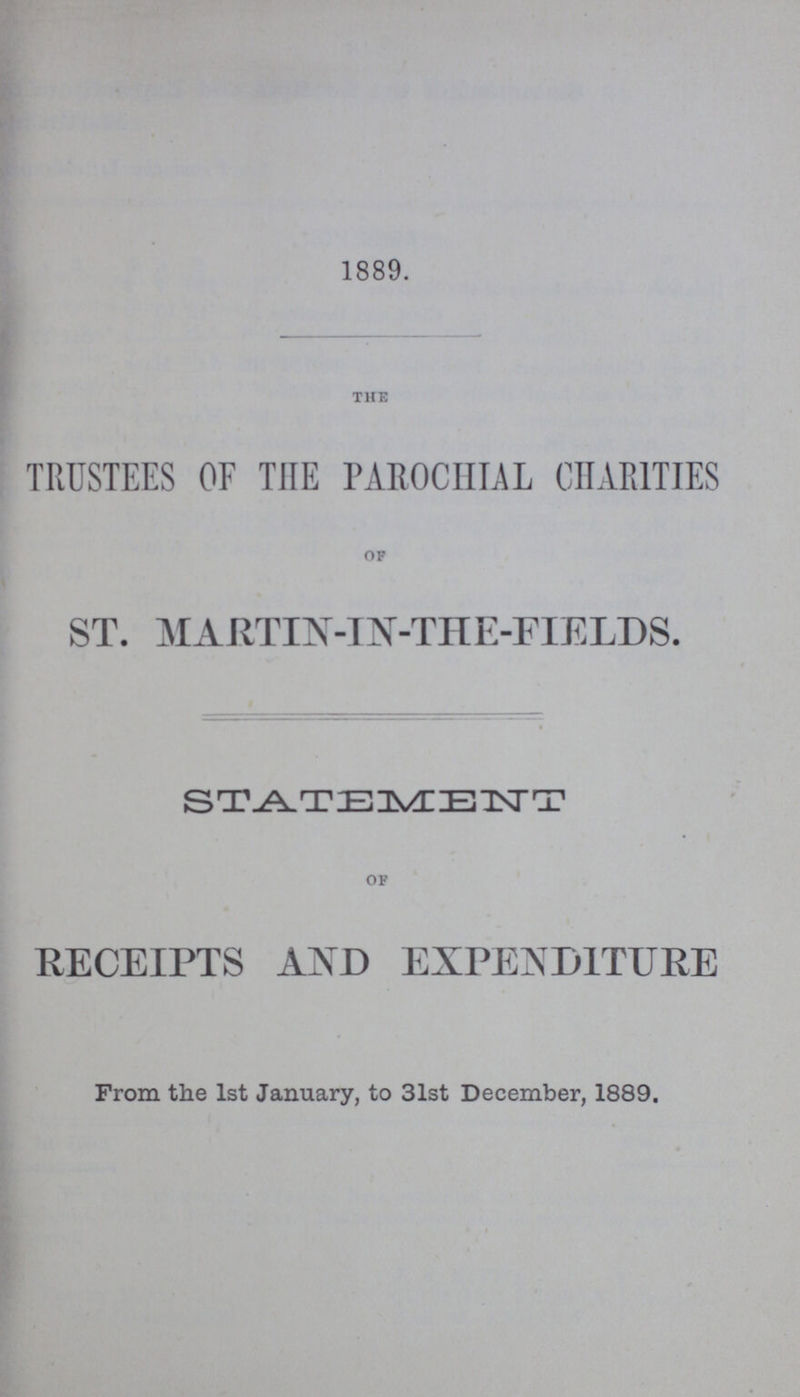 1889.
THE
TRUSTEES OF THE PAROCHIAL CHARITIES
OF
ST. MARTIN-IN-THE-FIELDS.
STATEMENT
OF
RECEIPTS AND EXPENDITURE
From the 1st January, to 31st December, 1889.